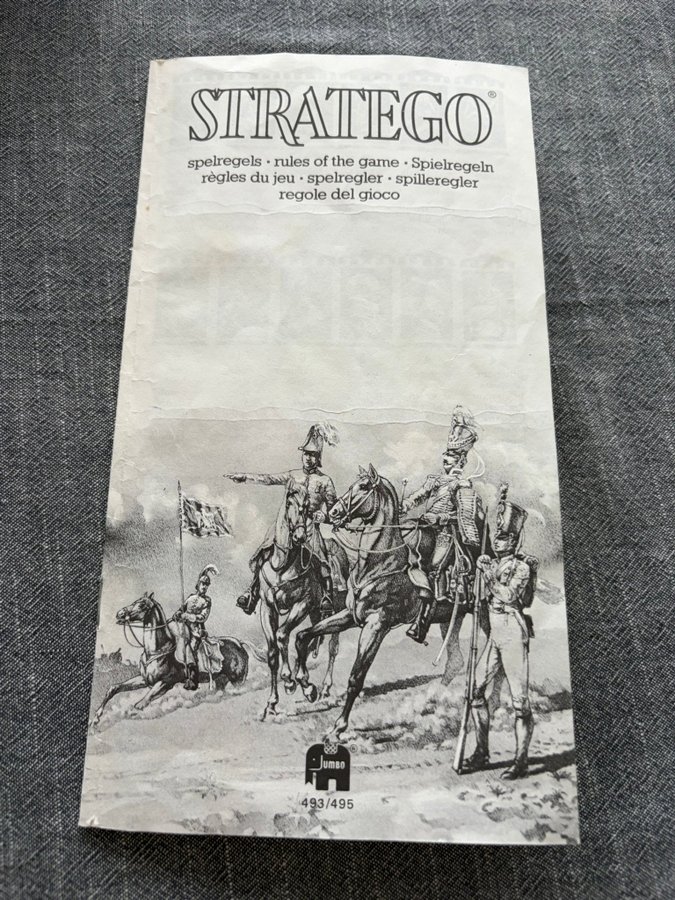 STRATEGO®
spelregels · rules of the game · Spielregeln
règles du jeu · spelregler · spilleregler
regole del gioco
JUMBO®
493/495